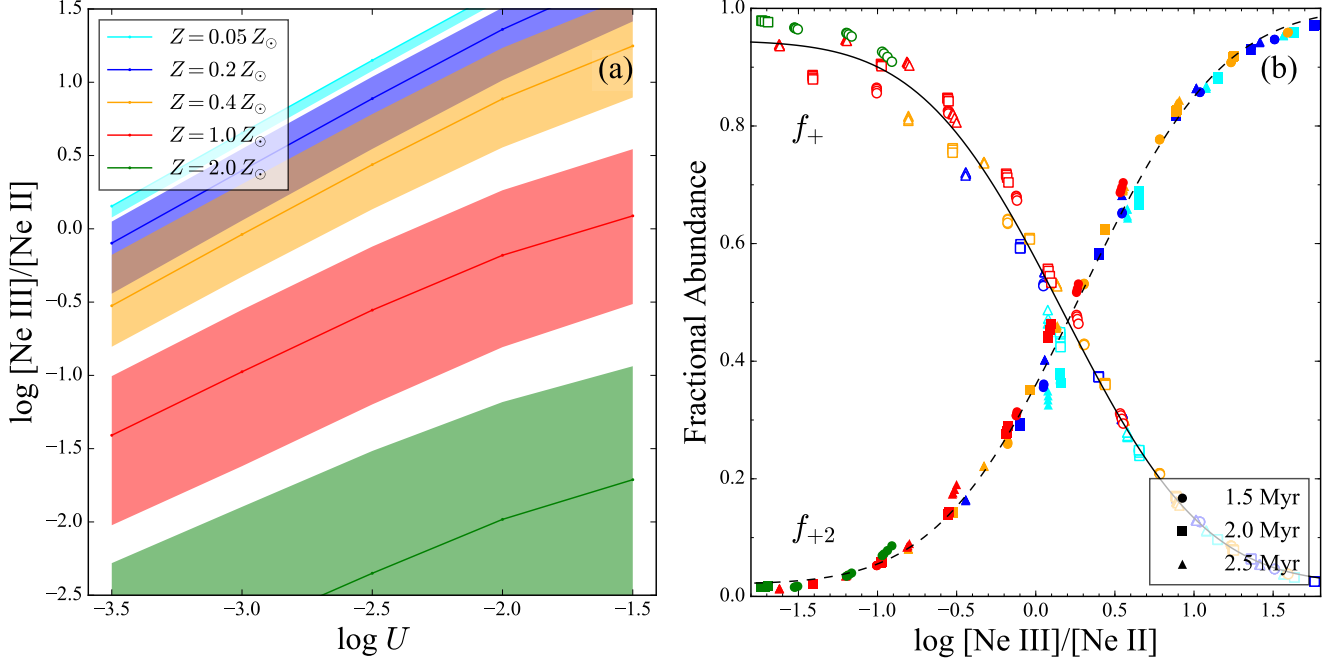 1.5
1.0
0.5
0.0
−0.5
−1.0
−1.5
−2.0
−2.5
log [Ne III]/[Ne II]
Z = 0.05 Z⊙
Z = 0.2 Z⊙
Z = 0.4 Z⊙
Z = 1.0 Z⊙
Z = 2.0 Z⊙
(a)
−3.5 −3.0 −2.5 −2.0 −1.5
log U
1.0
0.8
0.6
0.4
0.2
0.0
Fractional Abundance
(b)
f+
f+2
1.5 Myr
2.0 Myr
2.5 Myr
−1.5 −1.0 −0.5 0.0 0.5 1.0 1.5
log [Ne III]/[Ne II]